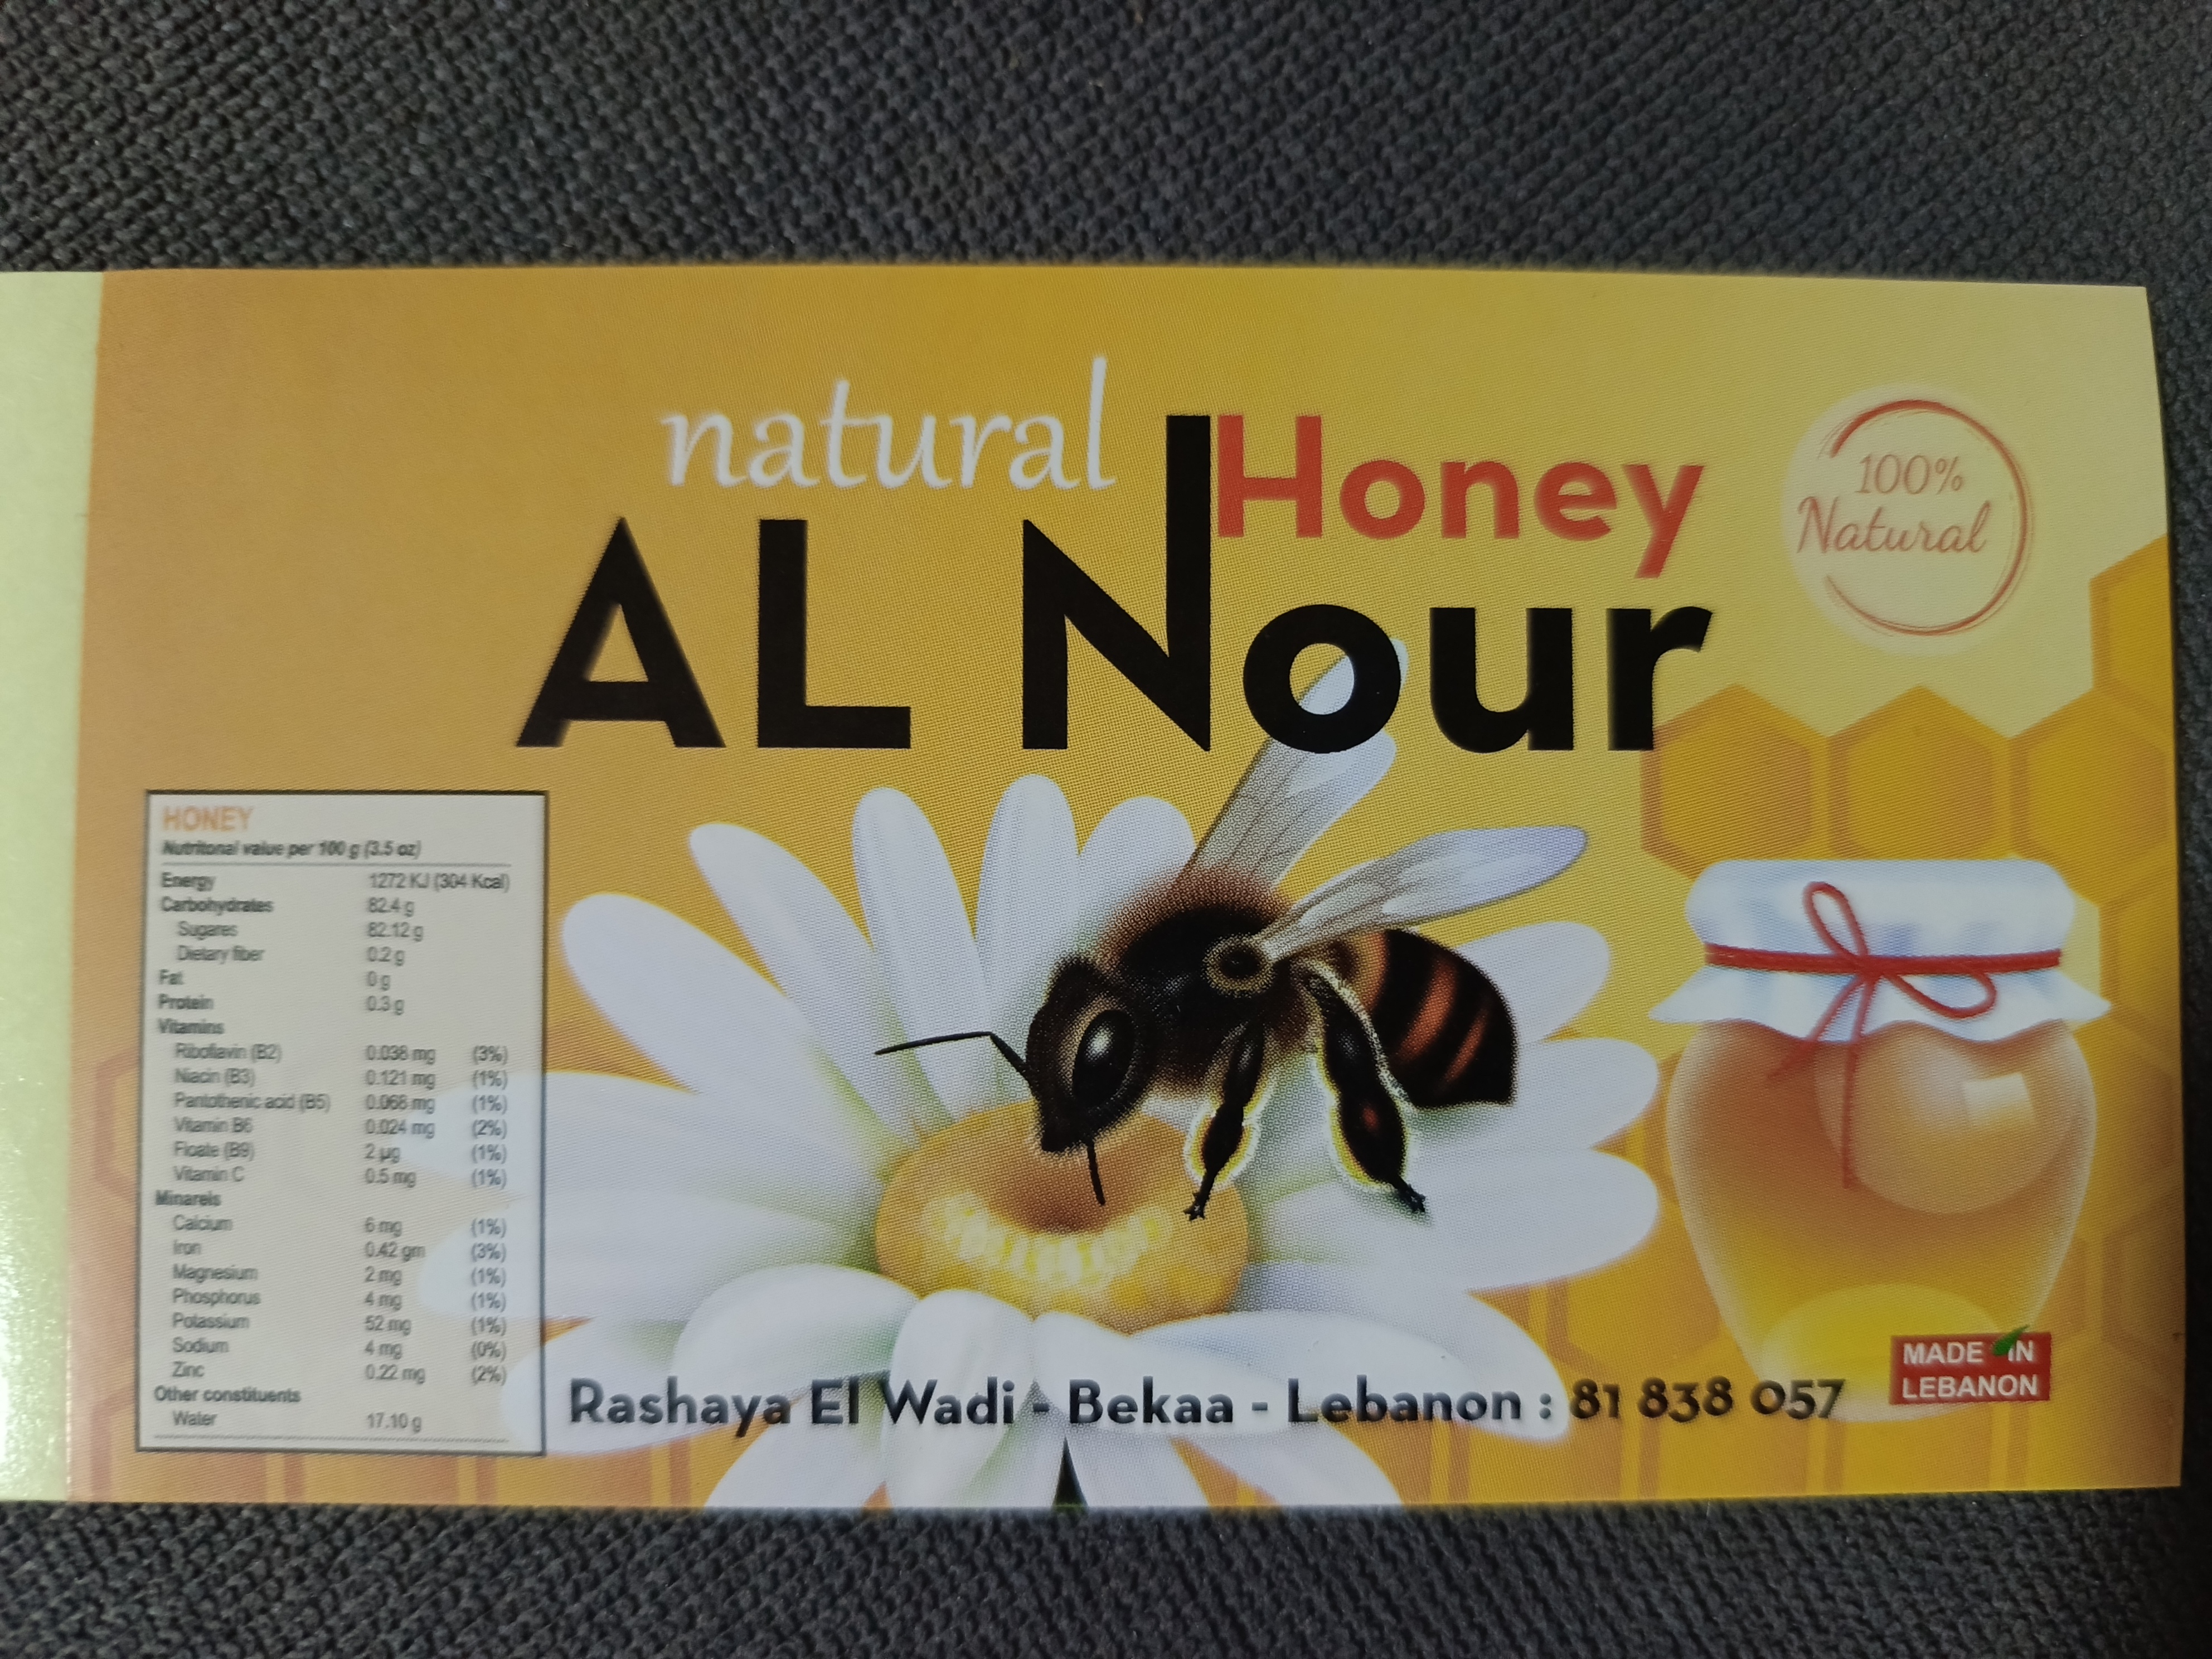 natural Honey
AL Nour
100%
Natural
HONEY
Nutritonal value per 100 g (3.5 oz)
Energy 1272 KJ (304 Kcal)
Carbohydrates 82.4 g
Sugares 82.12 g
Dietary fiber 0.2 g
Fat 0 g
Protein 0.3 g
Vitamins
Riboflavin (B2) 0.038 mg (3%)
Niacin (B3) 0.121 mg (1%)
Pantothenic acid (B5) 0.068 mg (1%)
Vitamin B6 0.024 mg (2%)
Floate (B9) 2 µg (1%)
Vitamin C 0.5 mg (1%)
Minarels
Calcium 6 mg (1%)
Iron 0.42 gm (3%)
Magnesium 2 mg (1%)
Phosphorus 4 mg (1%)
Potassium 52 mg (1%)
Sodium 4 mg (0%)
Zinc 0.22 mg (2%)
Other constituents
Water 17.10 g
Rashaya El Wadi - Bekaa - Lebanon : 81 838 057
MADE IN
LEBANON